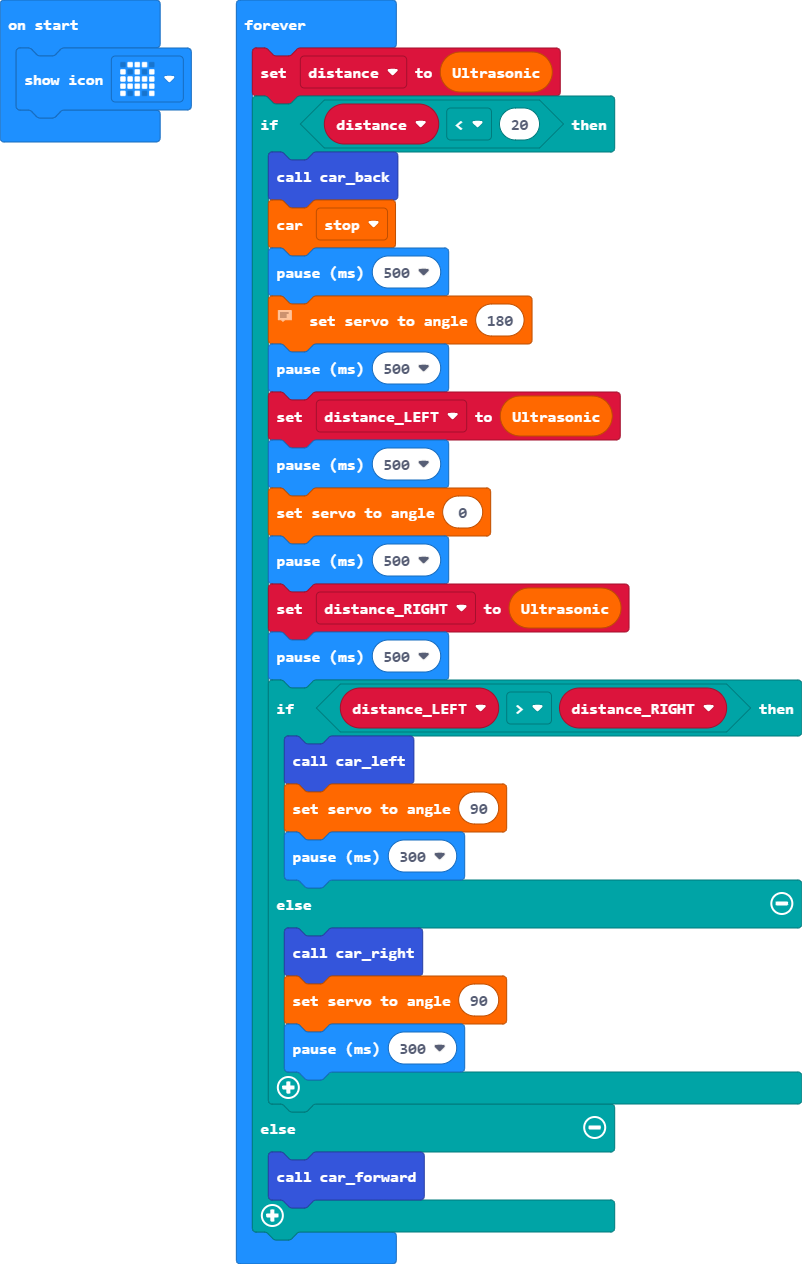 on start
show icon
forever
set distance to Ultrasonic
if distance < 20 then
call car_back
car stop
pause (ms) 500
set servo to angle 180
pause (ms) 500
set distance_LEFT to Ultrasonic
pause (ms) 500
set servo to angle 0
pause (ms) 500
set distance_RIGHT to Ultrasonic
pause (ms) 500
if distance_LEFT > distance_RIGHT then
call car_left
set servo to angle 90
pause (ms) 300
else
call car_right
set servo to angle 90
pause (ms) 300
else
call car_forward